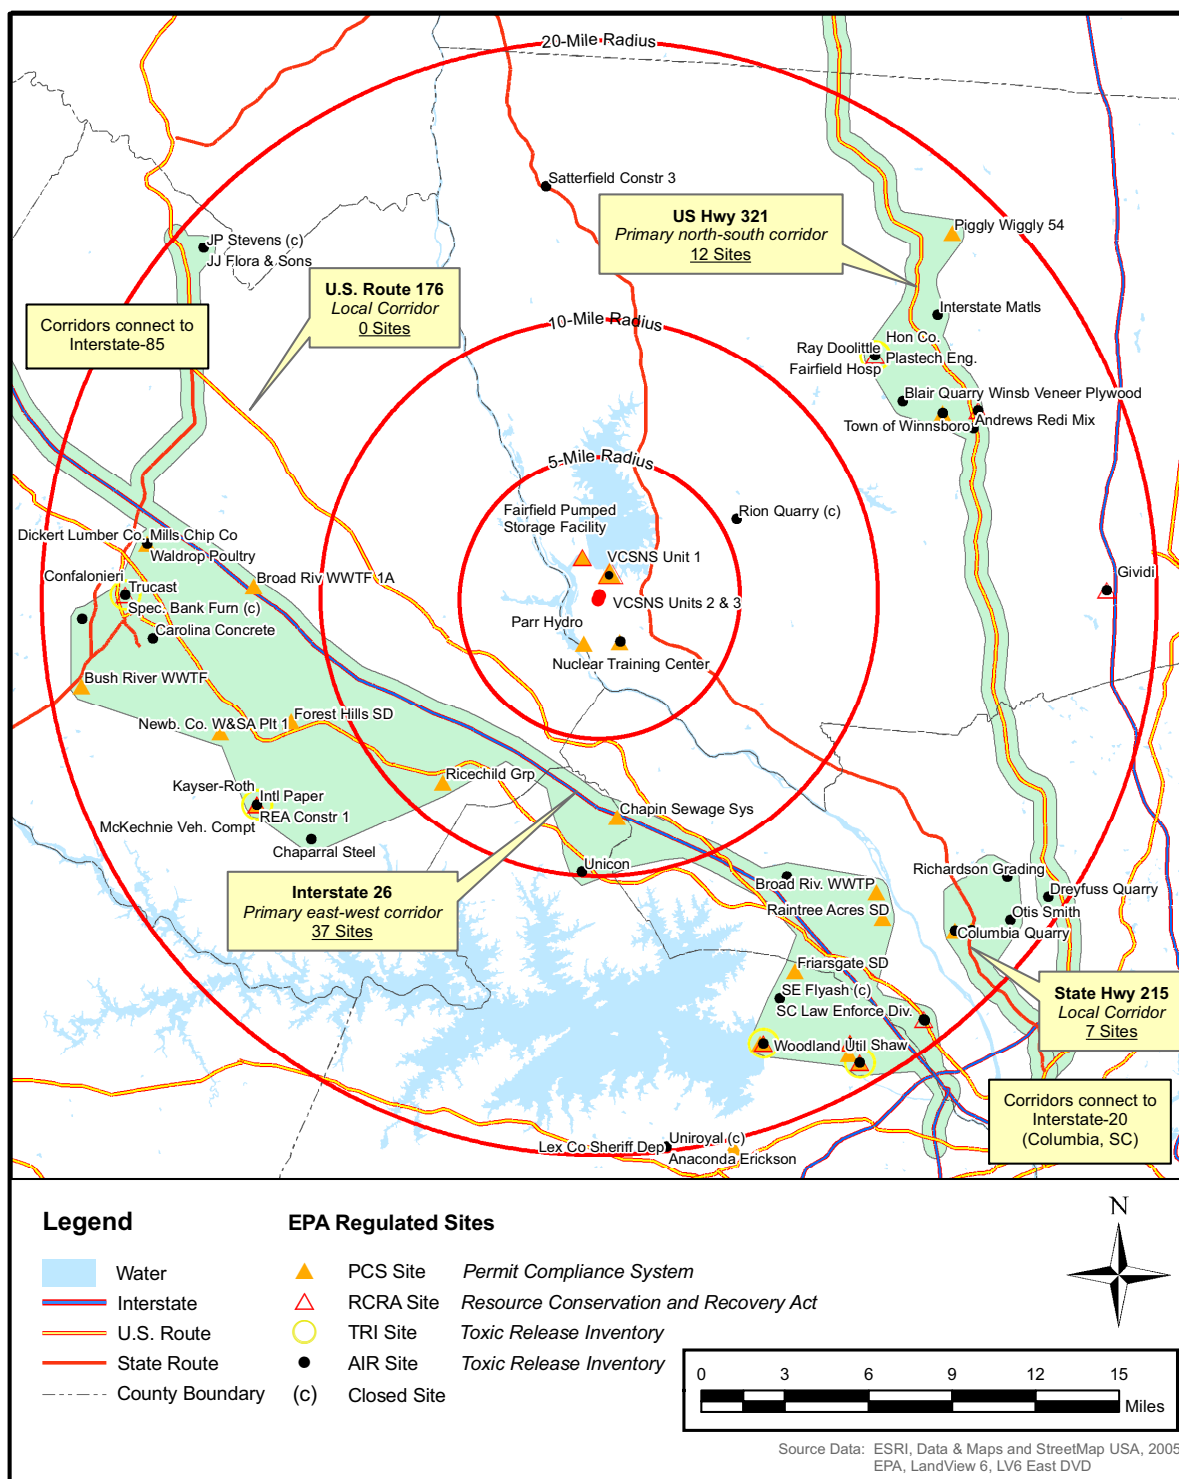 20-Mile Radius
Satterfield Constr 3
US Hwy 321
Primary north-south corridor
12 Sites
Piggly Wiggly 54
JP Stevens (c)
JJ Flora & Sons
U.S. Route 176
Local Corridor
0 Sites
Corridors connect to
Interstate-85
10-Mile Radius
Interstate Matls
Hon Co.
Ray Doolittle
Plastech Eng.
Fairfield Hosp
Blair Quarry
Winsb Veneer Plywood
Town of Winnsboro
Andrews Redi Mix
5-Mile Radius
Fairfield Pumped
Storage Facility
Rion Quarry (c)
Dickert Lumber Co.
Mills Chip Co
Waldrop Poultry
VCSNS Unit 1
Confalonieri
Trucast
Broad Riv WWTF 1A
Gividi
Spec. Bank Furn (c)
VCSNS Units 2 & 3
Parr Hydro
Carolina Concrete
Nuclear Training Center
Bush River WWTF
Newb. Co. W&SA Plt 1
Forest Hills SD
Ricechild Grp
Kayser-Roth
Intl Paper
REA Constr 1
McKechnie Veh. Compt
Chapin Sewage Sys
Chaparral Steel
Unicon
Interstate 26
Primary east-west corridor
37 Sites
Richardson Grading
Broad Riv. WWTP
Dreyfuss Quarry
Raintree Acres SD
Otis Smith
Columbia Quarry
Friarsgate SD
SE Flyash (c)
SC Law Enforce Div.
State Hwy 215
Local Corridor
7 Sites
Woodland Util
Shaw
Corridors connect to
Interstate-20
(Columbia, SC)
Uniroyal (c)
Lex Co Sheriff Dep
Anaconda Erickson
Legend
Water
Interstate
U.S. Route
State Route
County Boundary
EPA Regulated Sites
PCS Site Permit Compliance System
RCRA Site Resource Conservation and Recovery Act
TRI Site Toxic Release Inventory
AIR Site Toxic Release Inventory
(c) Closed Site
N
0 3 6 9 12 15
Miles
Source Data: ESRI, Data & Maps and StreetMap USA, 2005
EPA, LandView 6, LV6 East DVD